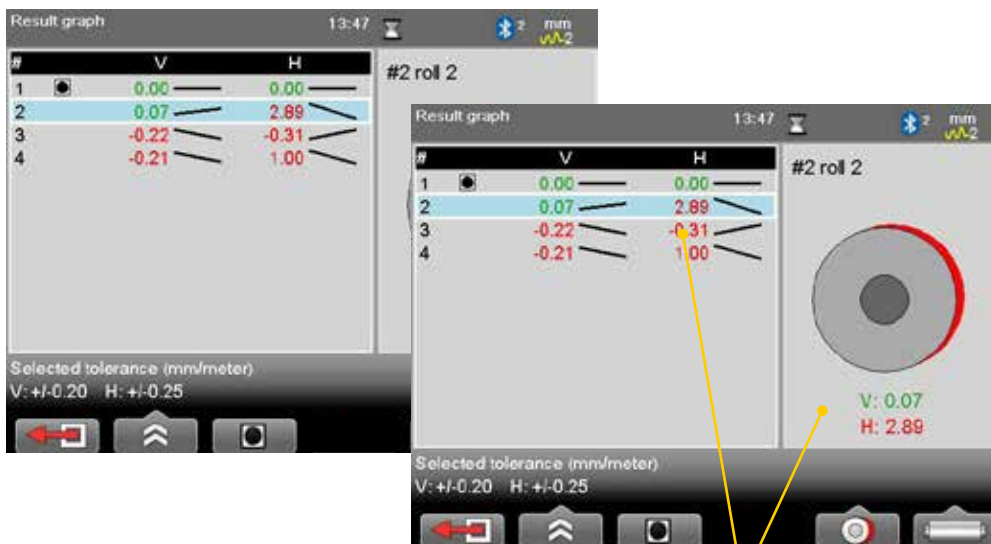 Result graph 13:47 2 mm
2
# V H
#2 roll 2
1 0.00 0.00
2 0.07 2.89
3 -0.22 -0.31
4 -0.21 1.00
Selected tolerance (mm/meter)
V: +/-0.20 H: +/-0.25
Result graph 13:47 2 mm
2
# V H
#2 roll 2
1 0.00 0.00
2 0.07 2.89
3 -0.22 -0.31
4 -0.21 1.00
V: 0.07
H: 2.89
Selected tolerance (mm/meter)
V: +/-0.20 H: +/-0.25